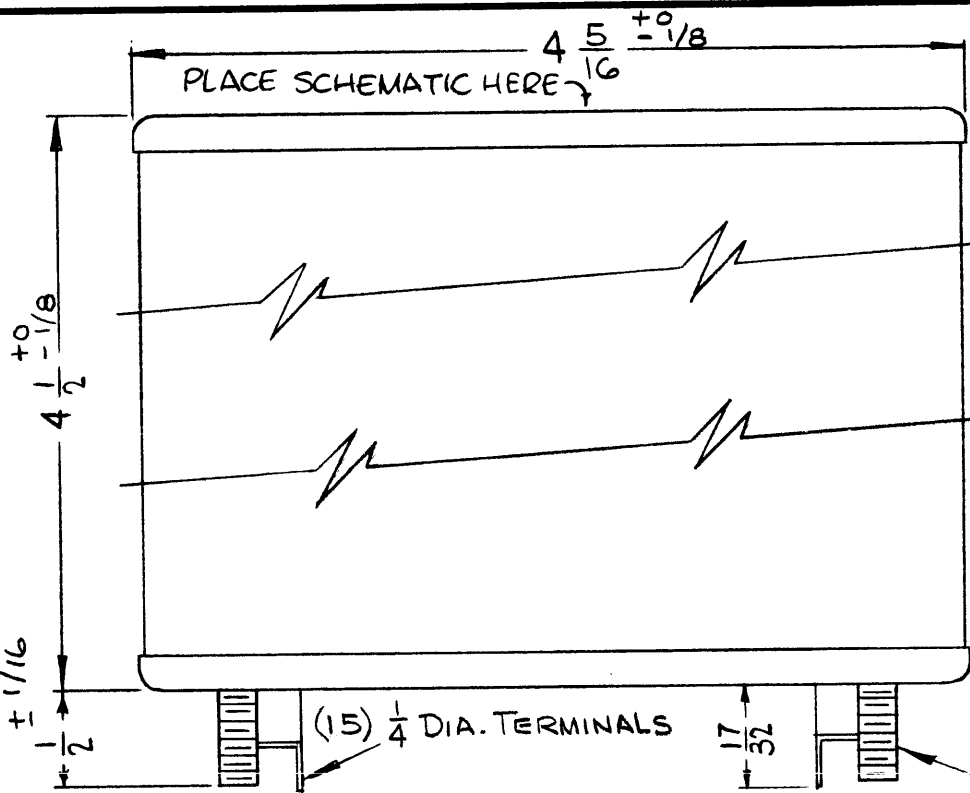 4 5/16 +0 -1/8
PLACE SCHEMATIC HERE
4 1/2 +0 -1/8
1/2 ± 1/16
(15) 1/4 DIA. TERMINALS
17/32